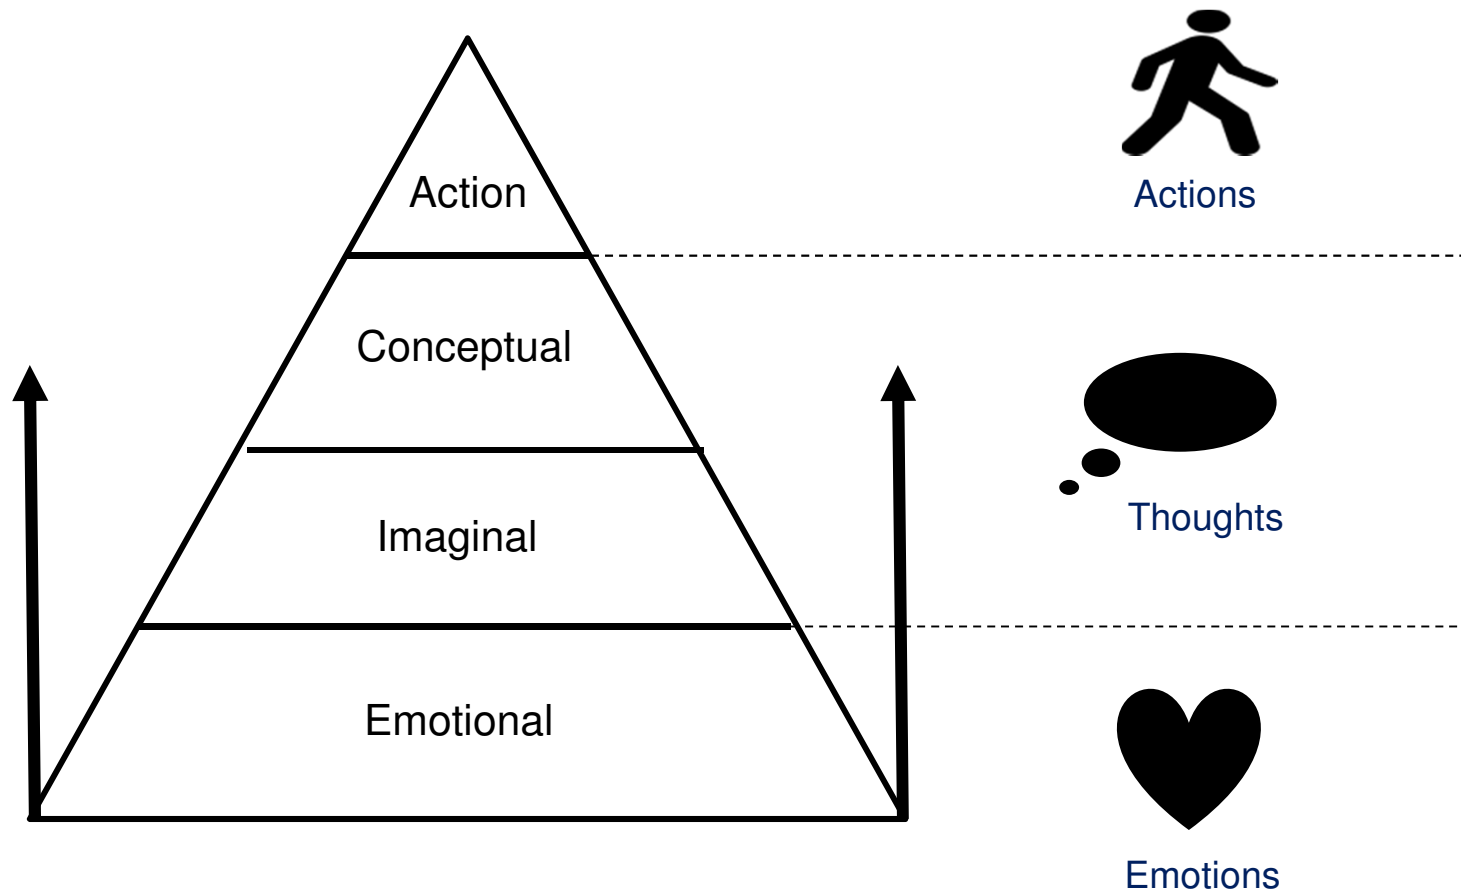 Action
Conceptual
Imaginal
Emotional
Actions
Thoughts
Emotions